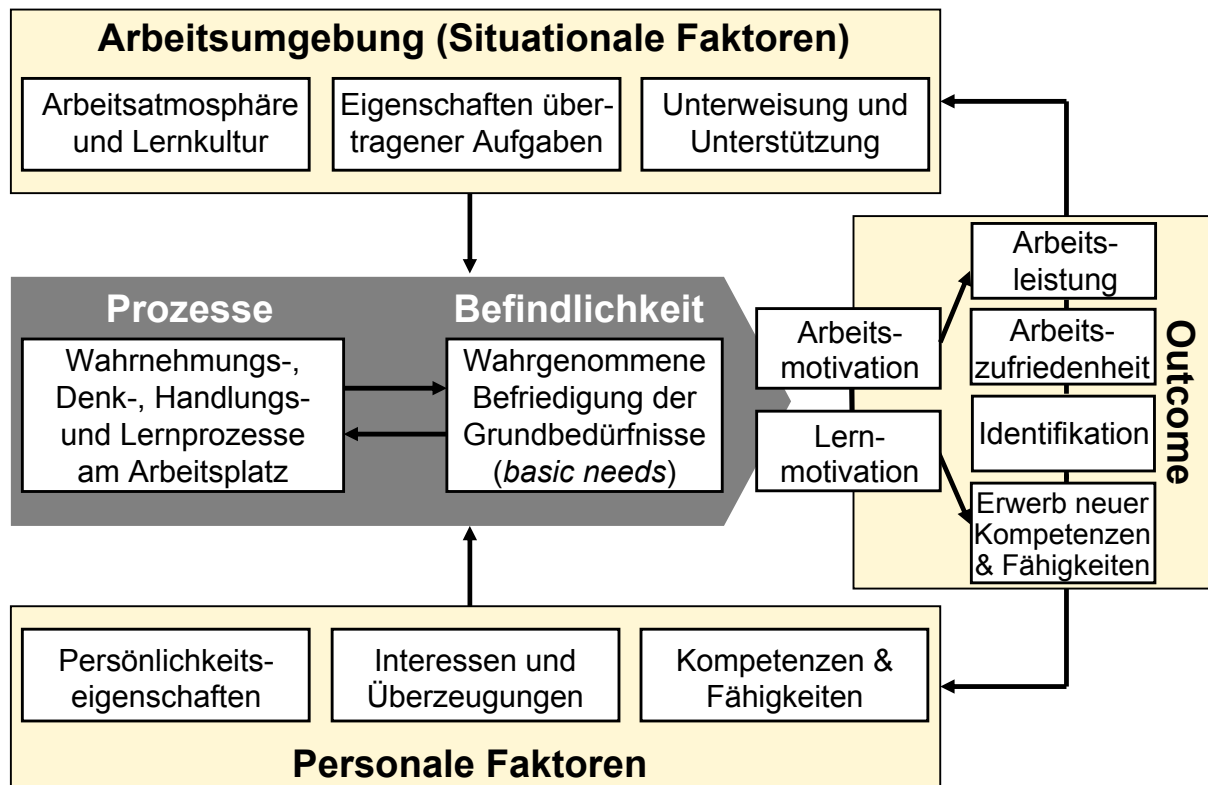 Arbeitsumgebung (Situationale Faktoren)
Arbeitsatmosphäre
und Lernkultur
Eigenschaften über-
tragener Aufgaben
Unterweisung und
Unterstützung
Prozesse
Wahrnehmungs-,
Denk-, Handlungs-
und Lernprozesse
am Arbeitsplatz
Befindlichkeit
Wahrgenommene
Befriedigung der
Grundbedürfnisse
(basic needs)
Arbeits-
motivation
Lern-
motivation
Arbeits-
leistung
Arbeits-
zufriedenheit
Identifikation
Erwerb neuer
Kompetenzen
& Fähigkeiten
Outcome
Persönlichkeits-
eigenschaften
Interessen und
Überzeugungen
Kompetenzen &
Fähigkeiten
Personale Faktoren